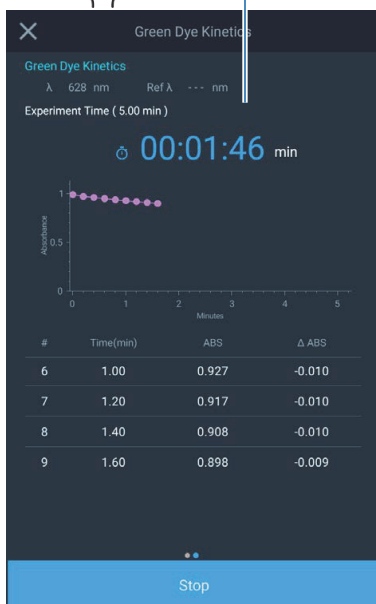 Green Dye Kinetics
Green Dye Kinetics
λ 628 nm Ref λ --- nm
Experiment Time ( 5.00 min )
00:01:46 min
1
0.5
0
Absorbance
0 1 2 3 4 5
Minutes
# Time(min) ABS Δ ABS
6 1.00 0.927 -0.010
7 1.20 0.917 -0.010
8 1.40 0.908 -0.010
9 1.60 0.898 -0.009
Stop